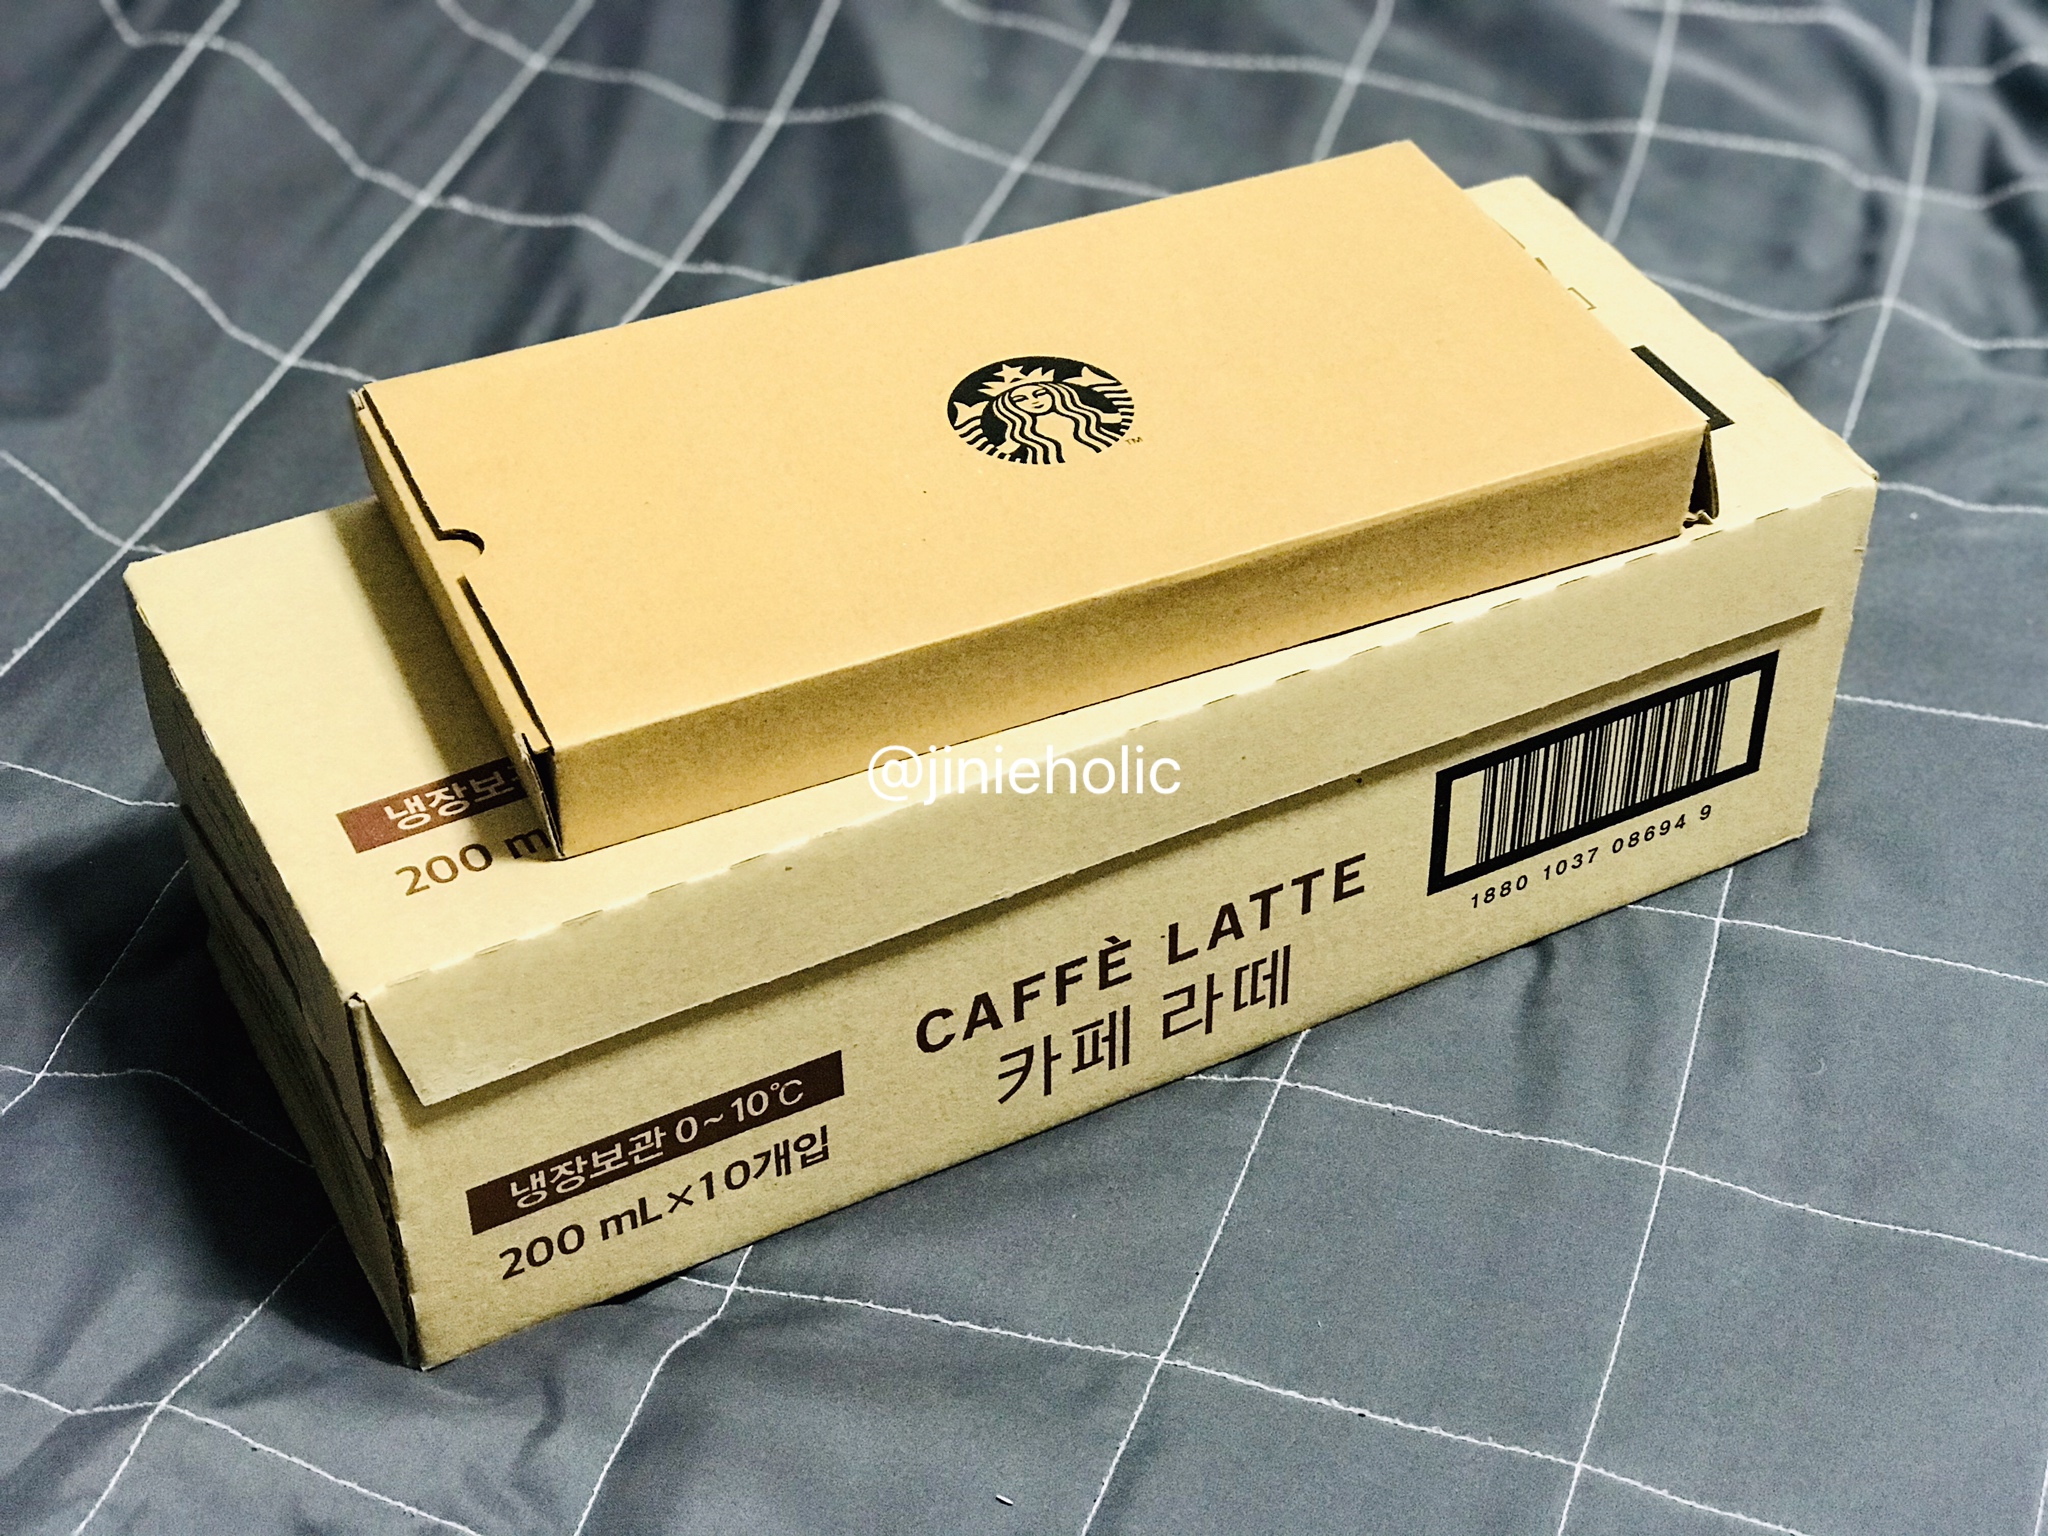 TM
냉장보
200 m
@jinieholic
1880 1037 08694 9
CAFFÈ LATTE
카페 라떼
냉장보관 0~10℃
200 mL×10개입